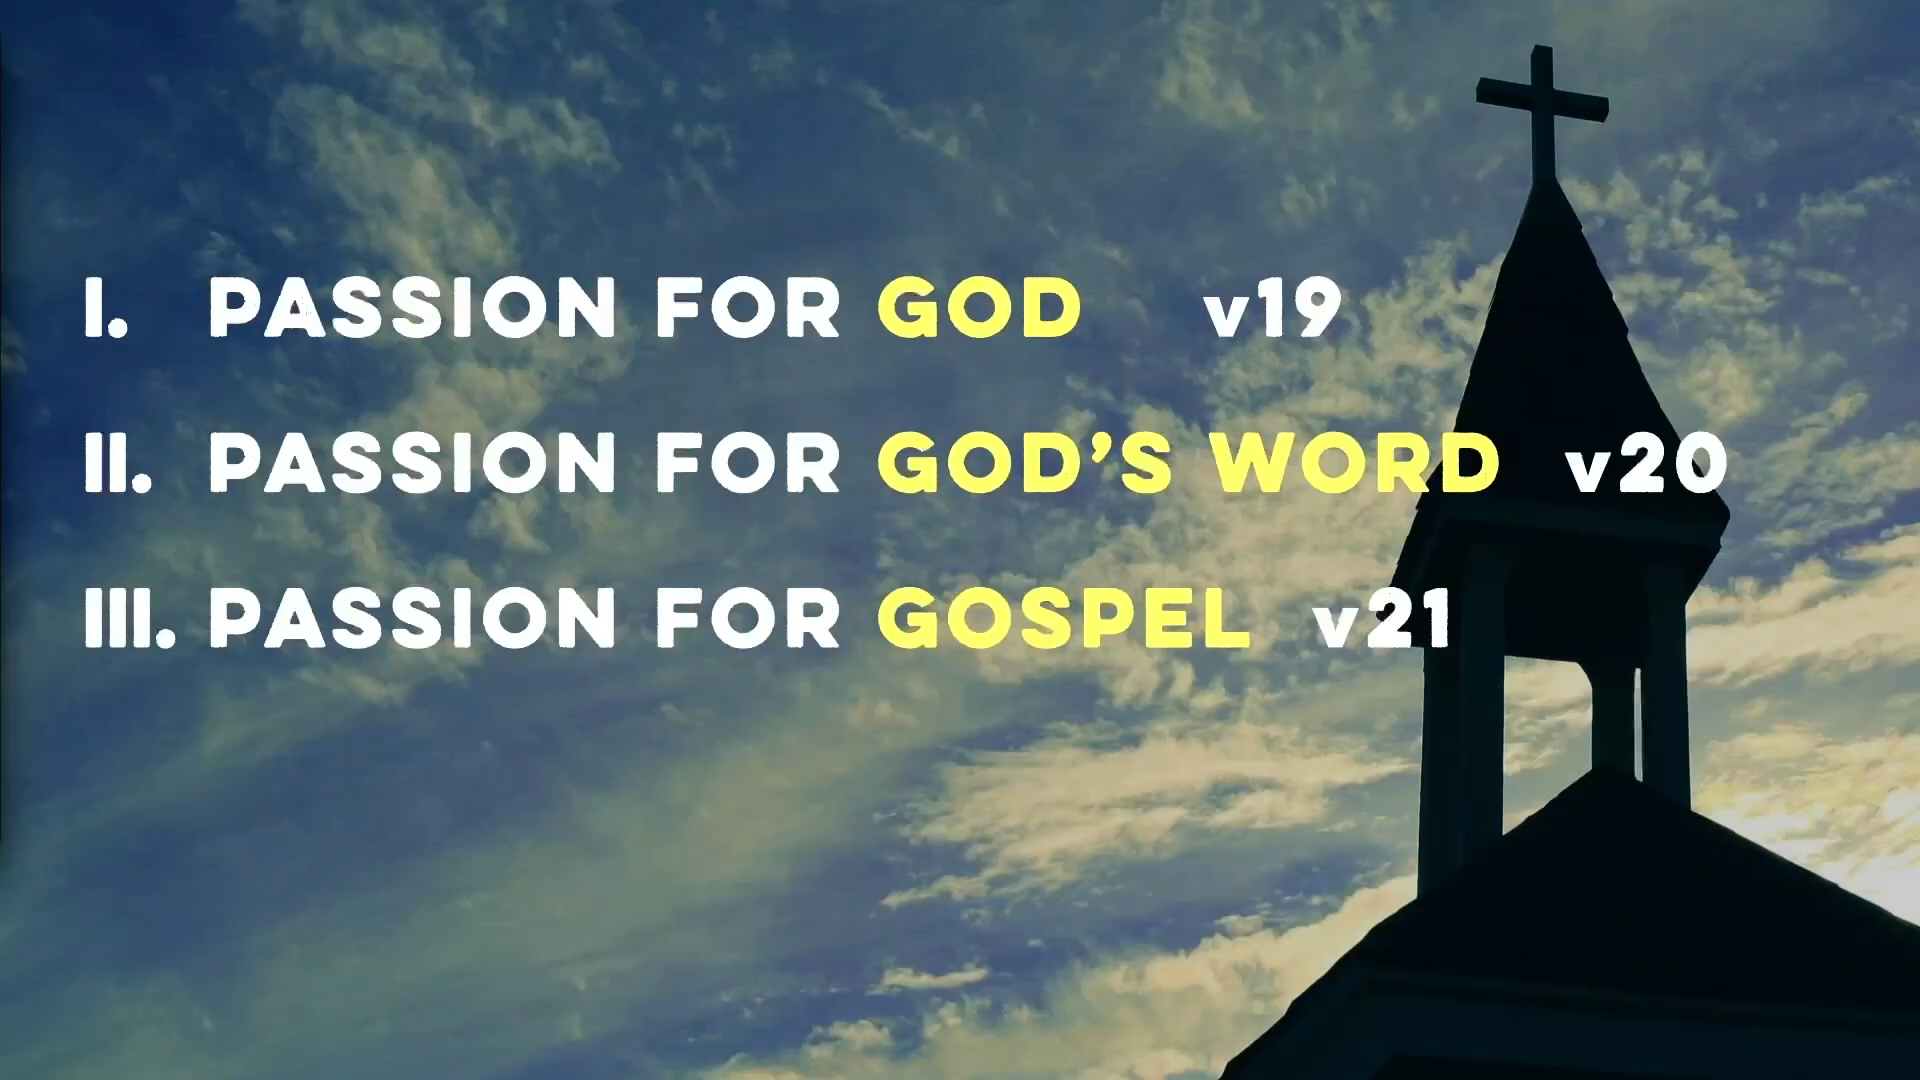 I. PASSION FOR GOD v19
II. PASSION FOR GOD'S WORD v20
III. PASSION FOR GOSPEL v21